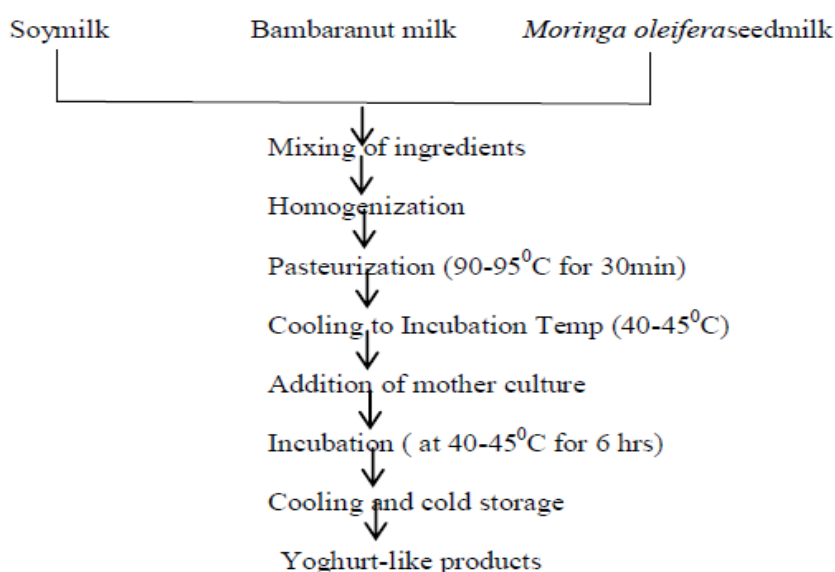 Soymilk Bambaranut milk Moringa oleiferaseedmilk
Mixing of ingredients
Homogenization
Pasteurization (90-95⁰C for 30min)
Cooling to Incubation Temp (40-45⁰C)
Addition of mother culture
Incubation ( at 40-45⁰C for 6 hrs)
Cooling and cold storage
Yoghurt-like products